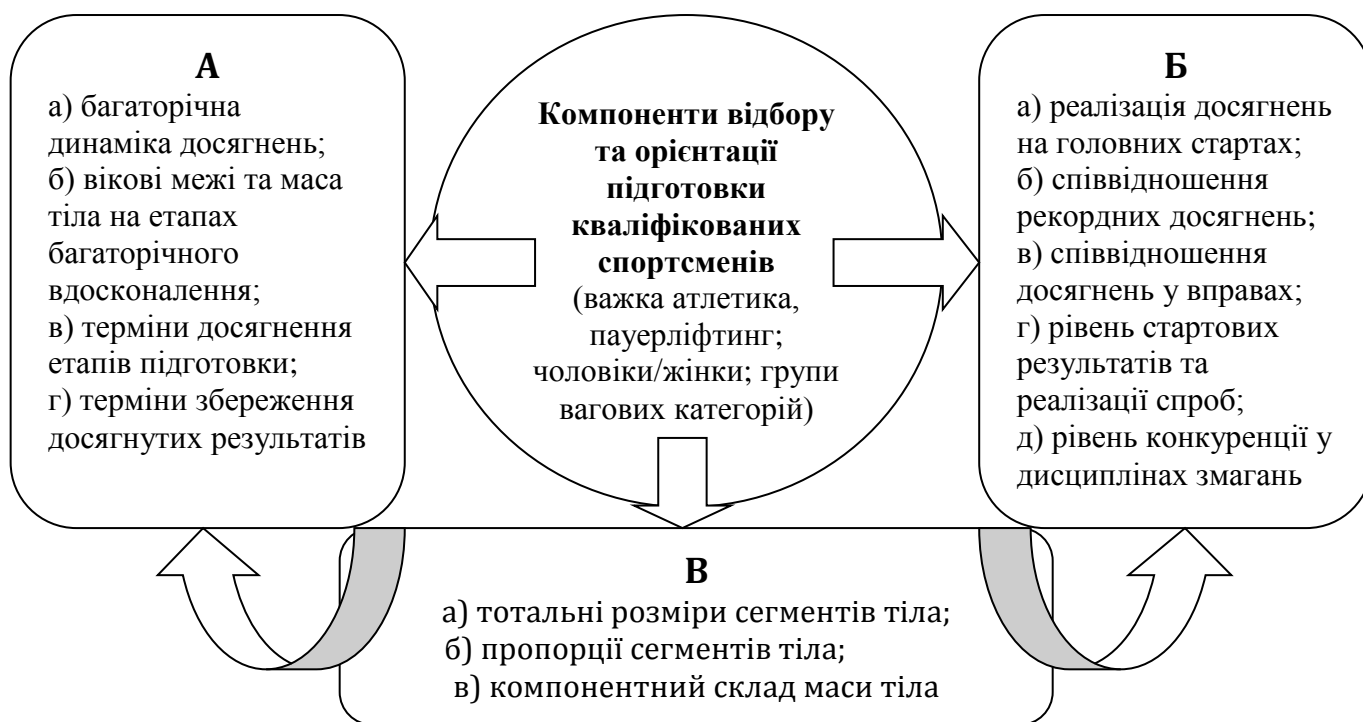 А
а) багаторічна
динаміка досягнень;
б) вікові межі та маса
тіла на етапах
багаторічного
вдосконалення;
в) терміни досягнення
етапів підготовки;
г) терміни збереження
досягнутих результатів
Компоненти відбору
та орієнтації
підготовки
кваліфікованих
спортсменів
(важка атлетика,
пауерліфтинг;
чоловіки/жінки; групи
вагових категорій)
Б
а) реалізація досягнень
на головних стартах;
б) співвідношення
рекордних досягнень;
в) співвідношення
досягнень у вправах;
г) рівень стартових
результатів та
реалізації спроб;
д) рівень конкуренції у
дисциплінах змагань
В
а) тотальні розміри сегментів тіла;
б) пропорції сегментів тіла;
в) компонентний склад маси тіла